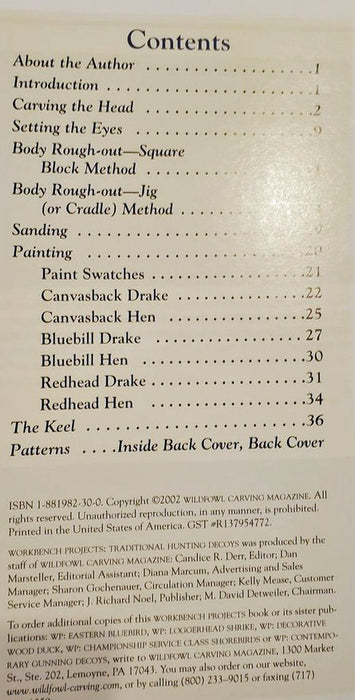 Contents
About the Author ..................1
Introduction ......................1
Carving the Head ..................2
Setting the Eyes ..................9
Body Rough-out—Square
Block Method ..............
Body Rough-out—Jig
(or Cradle) Method ........
Sanding ......................9
Painting .....................20
Paint Swatches ................21
Canvasback Drake .............22
Canvasback Hen ..............25
Bluebill Drake ................27
Bluebill Hen ..................30
Redhead Drake ................31
Redhead Hen .................34
The Keel .........................36
Patterns ....Inside Back Cover, Back Cover
ISBN 1-881982-30-0. Copyright ©2002 WILDFOWL CARVING MAGAZINE. All
rights reserved. Unauthorized reproduction, in any manner, is prohibited.
Printed in the United States of America. GST #R137954772.
WORKBENCH PROJECTS: TRADITIONAL HUNTING DECOYS was produced by the
staff of WILDFOWL CARVING MAGAZINE: Candice R. Derr, Editor; Dan
Marsteller, Editorial Assistant; Diana Marcum, Advertising and Sales
Manager; Sharon Gochenauer, Circulation Manager; Kelly Mease, Customer
Service Manager; J. Richard Noel, Publisher; M. David Detweiler, Chairman.
To order additional copies of this WORKBENCH PROJECTS book or its sister pub-
lications: WP: EASTERN BLUEBIRD, WP: LOGGERHEAD SHRIKE, WP: DECORATIVE
WOOD DUCK, WP: CHAMPIONSHIP SERVICE CLASS SHOREBIRDS or WP: CONTEMPO-
RARY GUNNING DECOYS, write to WILDFOWL CARVING MAGAZINE, 1300 Market
St., Ste 202, Lemoyne, PA 17043. You may also order on our website,
www.wildfowl-carving.com, or by calling (800) 233-9015 or faxing (717)